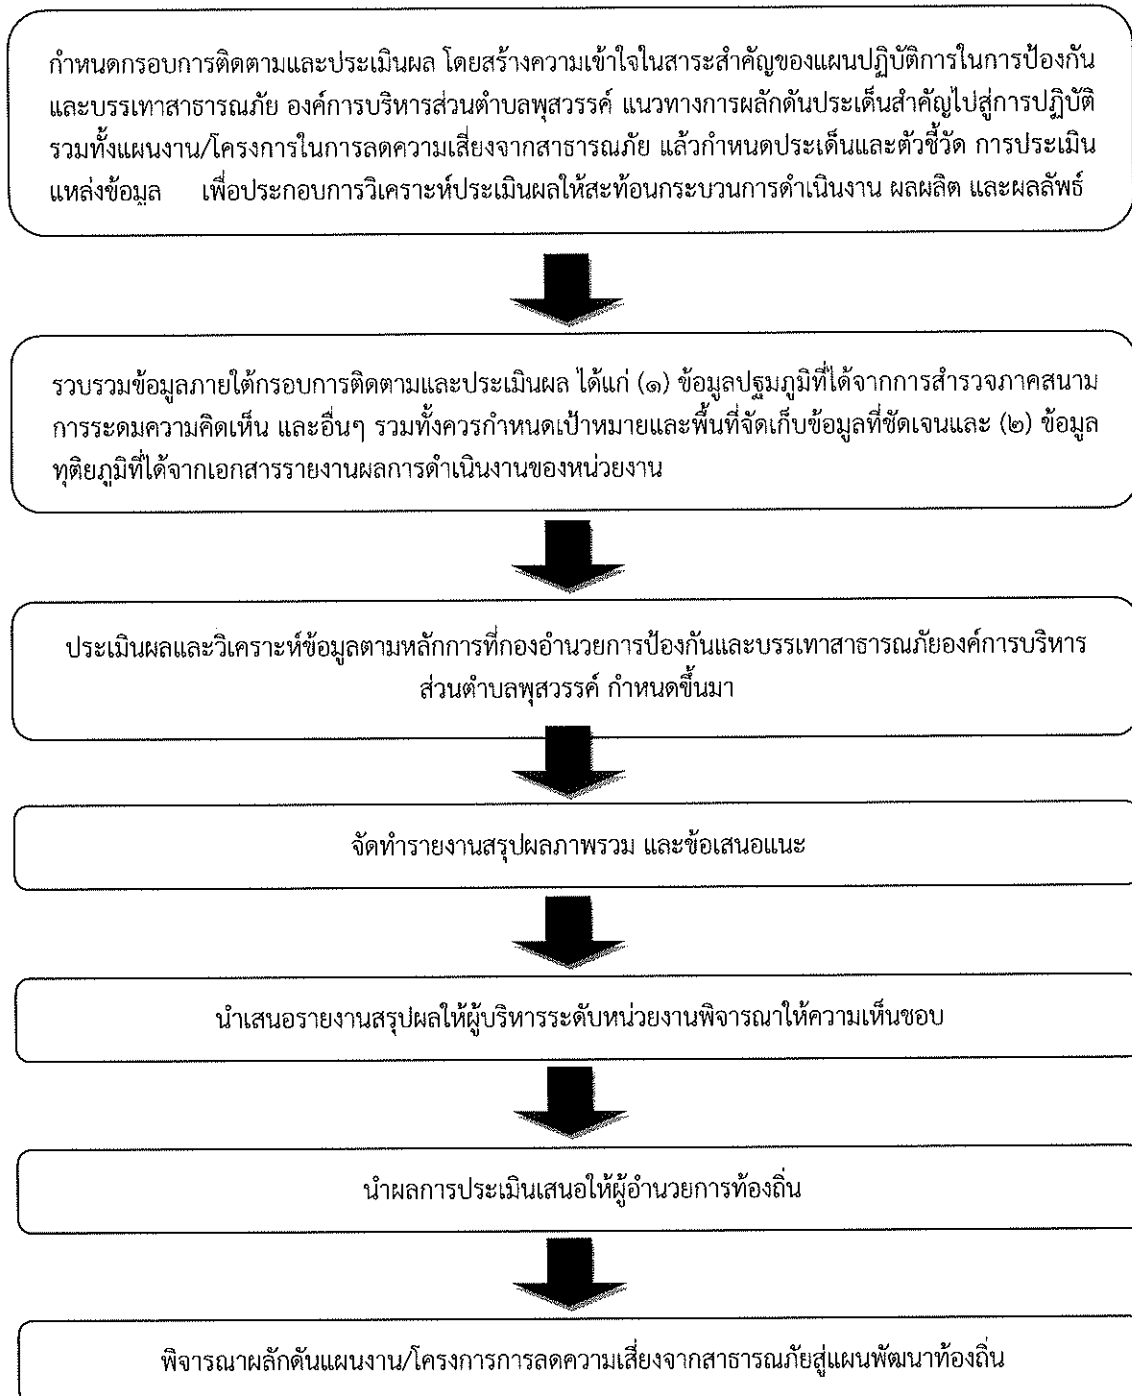 กำหนดกรอบการติดตามและประเมินผล โดยสร้างความเข้าใจในสาระสำคัญของแผนปฏิบัติการในการป้องกัน
และบรรเทาสาธารณภัย องค์การบริหารส่วนตำบลพุสวรรค์ แนวทางการผลักดันประเด็นสำคัญไปสู่การปฏิบัติ
รวมทั้งแผนงาน/โครงการในการลดความเสี่ยงจากสาธารณภัย แล้วกำหนดประเด็นและตัวชี้วัด การประเมิน
แหล่งข้อมูล เพื่อประกอบการวิเคราะห์ประเมินผลให้สะท้อนกระบวนการดำเนินงาน ผลผลิต และผลลัพธ์
รวบรวมข้อมูลภายใต้กรอบการติดตามและประเมินผล ได้แก่ (๑) ข้อมูลปฐมภูมิที่ได้จากการสำรวจภาคสนาม
การระดมความคิดเห็น และอื่นๆ รวมทั้งควรกำหนดเป้าหมายและพื้นที่จัดเก็บข้อมูลที่ชัดเจนและ (๒) ข้อมูล
ทุติยภูมิที่ได้จากเอกสารรายงานผลการดำเนินงานของหน่วยงาน
ประเมินผลและวิเคราะห์ข้อมูลตามหลักการที่กองอำนวยการป้องกันและบรรเทาสาธารณภัยองค์การบริหาร
ส่วนตำบลพุสวรรค์ กำหนดขึ้นมา
จัดทำรายงานสรุปผลภาพรวม และข้อเสนอแนะ
นำเสนอรายงานสรุปผลให้ผู้บริหารระดับหน่วยงานพิจารณาให้ความเห็นชอบ
นำผลการประเมินเสนอให้ผู้อำนวยการท้องถิ่น
พิจารณาผลักดันแผนงาน/โครงการการลดความเสี่ยงจากสาธารณภัยสู่แผนพัฒนาท้องถิ่น